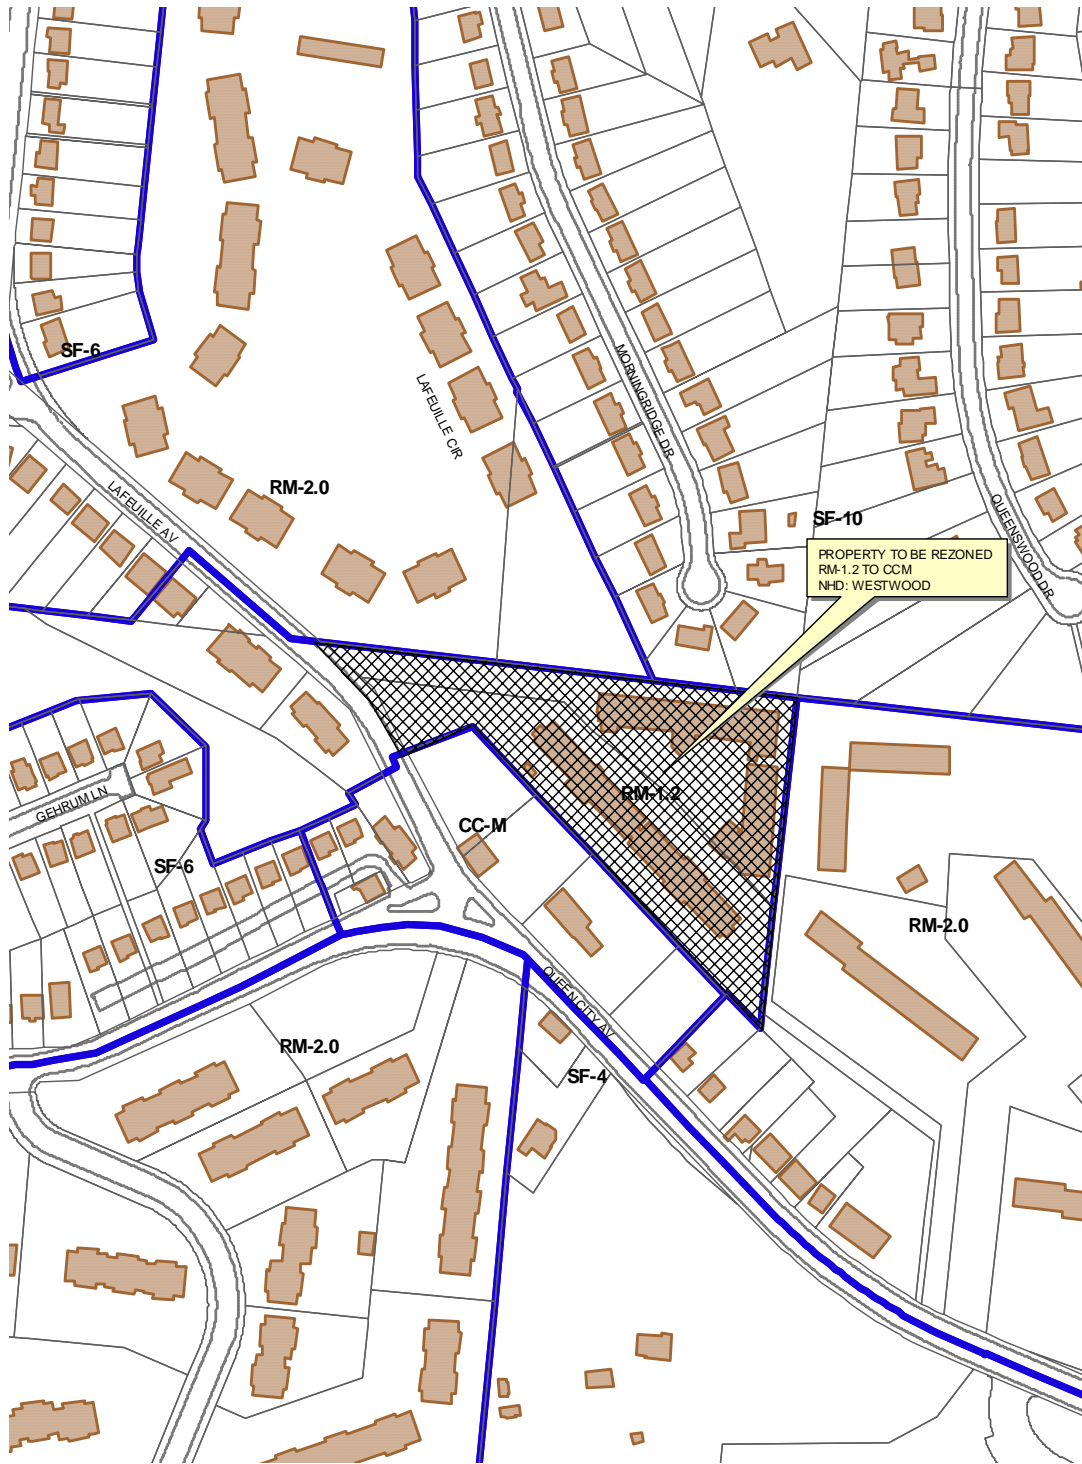 SF-6
LAFEUILLE CIR
MORNINGRIDGE DR
LAFEUILLE AV
RM-2.0
SF-10
QUEENSWOOD DR
PROPERTY TO BE REZONED
RM-1.2 TO CCM
NHD: WESTWOOD
RM-1.2
GEHRUM LN
CC-M
SF-6
RM-2.0
QUEEN CITY AV
RM-2.0
SF-4